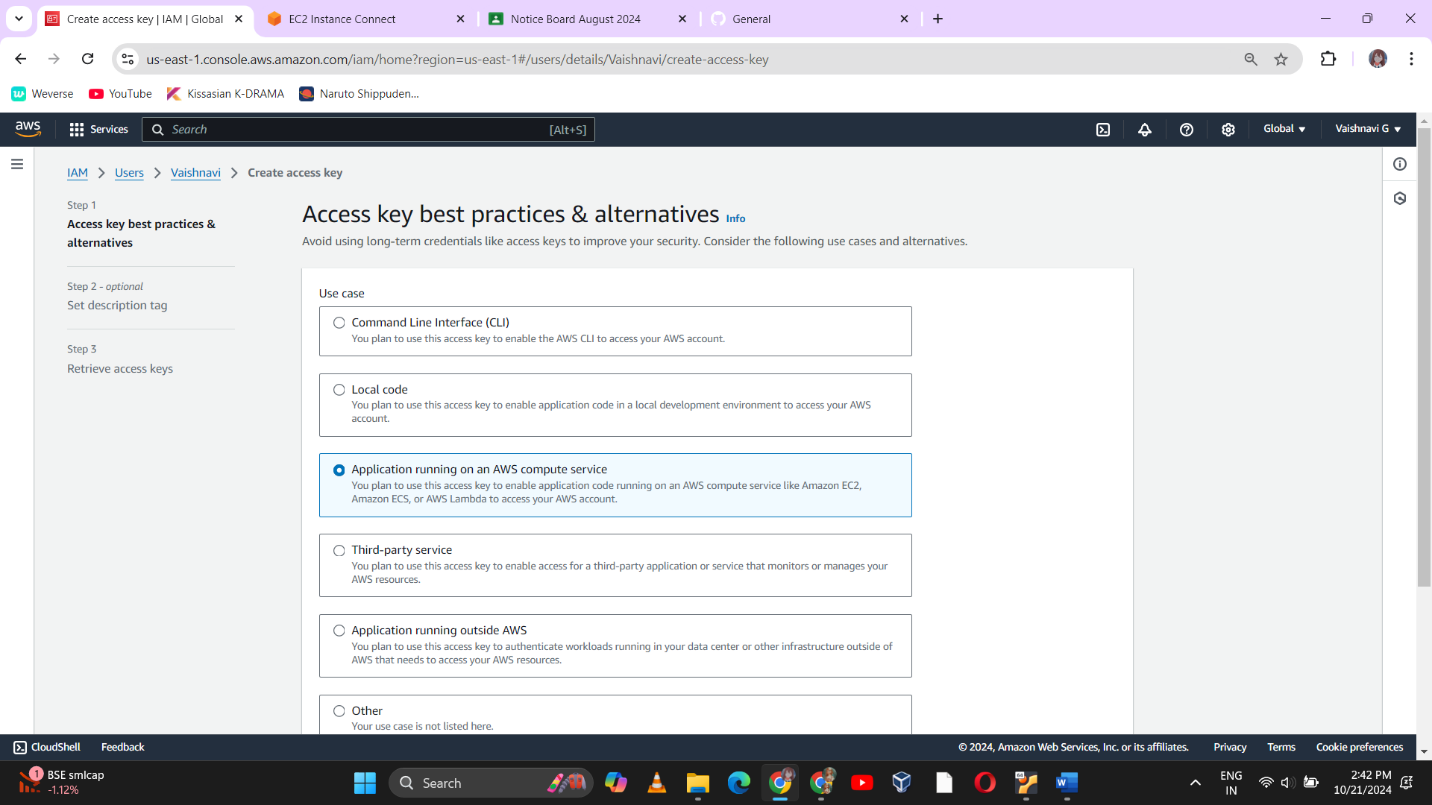 Create access key | IAM | Global
EC2 Instance Connect
Notice Board August 2024
General
us-east-1.console.aws.amazon.com/iam/home?region=us-east-1#/users/details/Vaishnavi/create-access-key
Weverse
YouTube
Kissasian K-DRAMA
Naruto Shippuden...
aws
Services
Search
[Alt+S]
Global
Vaishnavi G
IAM > Users > Vaishnavi > Create access key
Step 1
Access key best practices &
alternatives
Step 2 - optional
Set description tag
Step 3
Retrieve access keys
Access key best practices & alternatives Info
Avoid using long-term credentials like access keys to improve your security. Consider the following use cases and alternatives.
Use case
Command Line Interface (CLI)
You plan to use this access key to enable the AWS CLI to access your AWS account.
Local code
You plan to use this access key to enable application code in a local development environment to access your AWS
account.
Application running on an AWS compute service
You plan to use this access key to enable application code running on an AWS compute service like Amazon EC2,
Amazon ECS, or AWS Lambda to access your AWS account.
Third-party service
You plan to use this access key to enable access for a third-party application or service that monitors or manages your
AWS resources.
Application running outside AWS
You plan to use this access key to authenticate workloads running in your data center or other infrastructure outside of
AWS that needs to access your AWS resources.
Other
Your use case is not listed here.
CloudShell
Feedback
© 2024, Amazon Web Services, Inc. or its affiliates.
Privacy
Terms
Cookie preferences
1
BSE smlcap
-1.12%
Search
ENG
IN
2:42 PM
10/21/2024